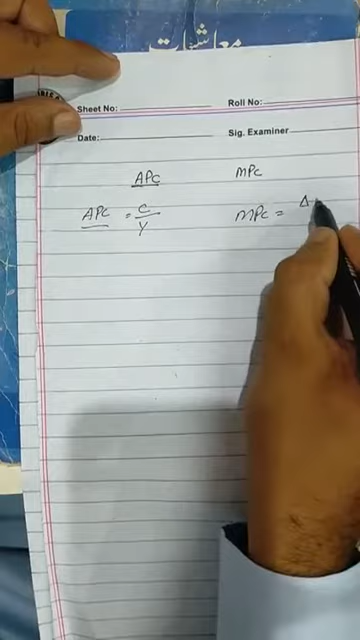 معاشیات
Sheet No: Roll No:
Date: Sig. Examiner
APC MPC
APC = C/Y MPC = Δ